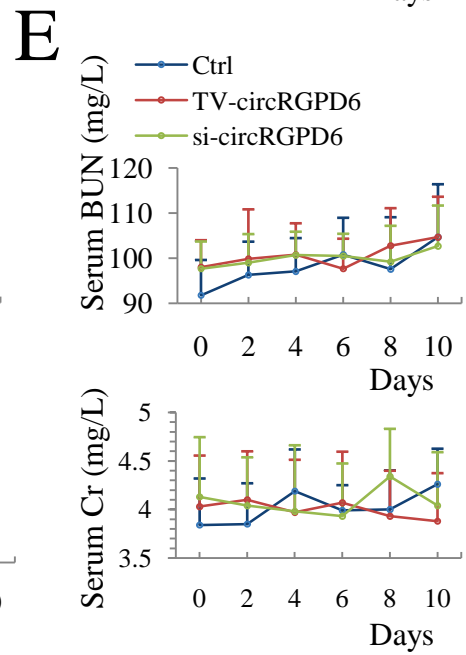 E
Ctrl
TV-circRGPD6
si-circRGPD6
Serum BUN (mg/L)
120
110
100
90
0 2 4 6 8 10
Days
Serum Cr (mg/L)
5
4.5
4
3.5
0 2 4 6 8 10
Days